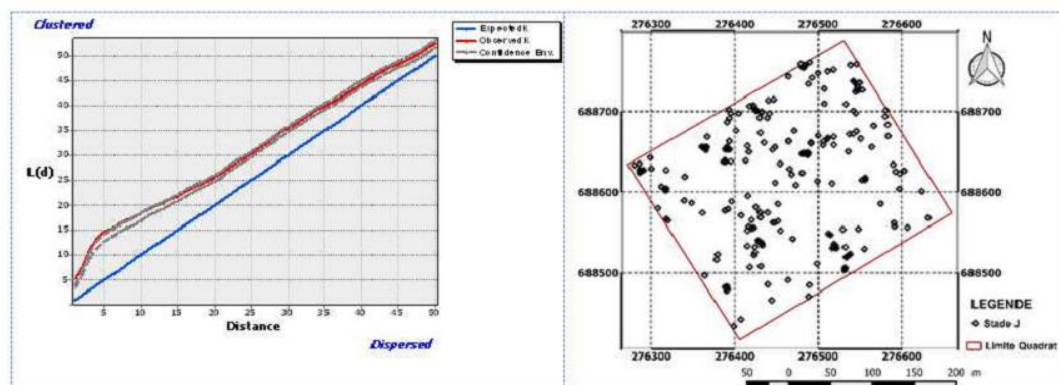 Clustered
Expected K
Observed K
Confidence Env.
50
45
40
35
30
L(d)
25
20
15
10
5
5 10 15 20 25 30 35 40 45 50
Distance
Dispersed
276300 276400 276500 276600
N
688700 688700
688600 688600
688500 688500
LEGENDE
Stade J
Limite Quadrat
276300 276400 276500 276600
50 0 50 100 150 200 m